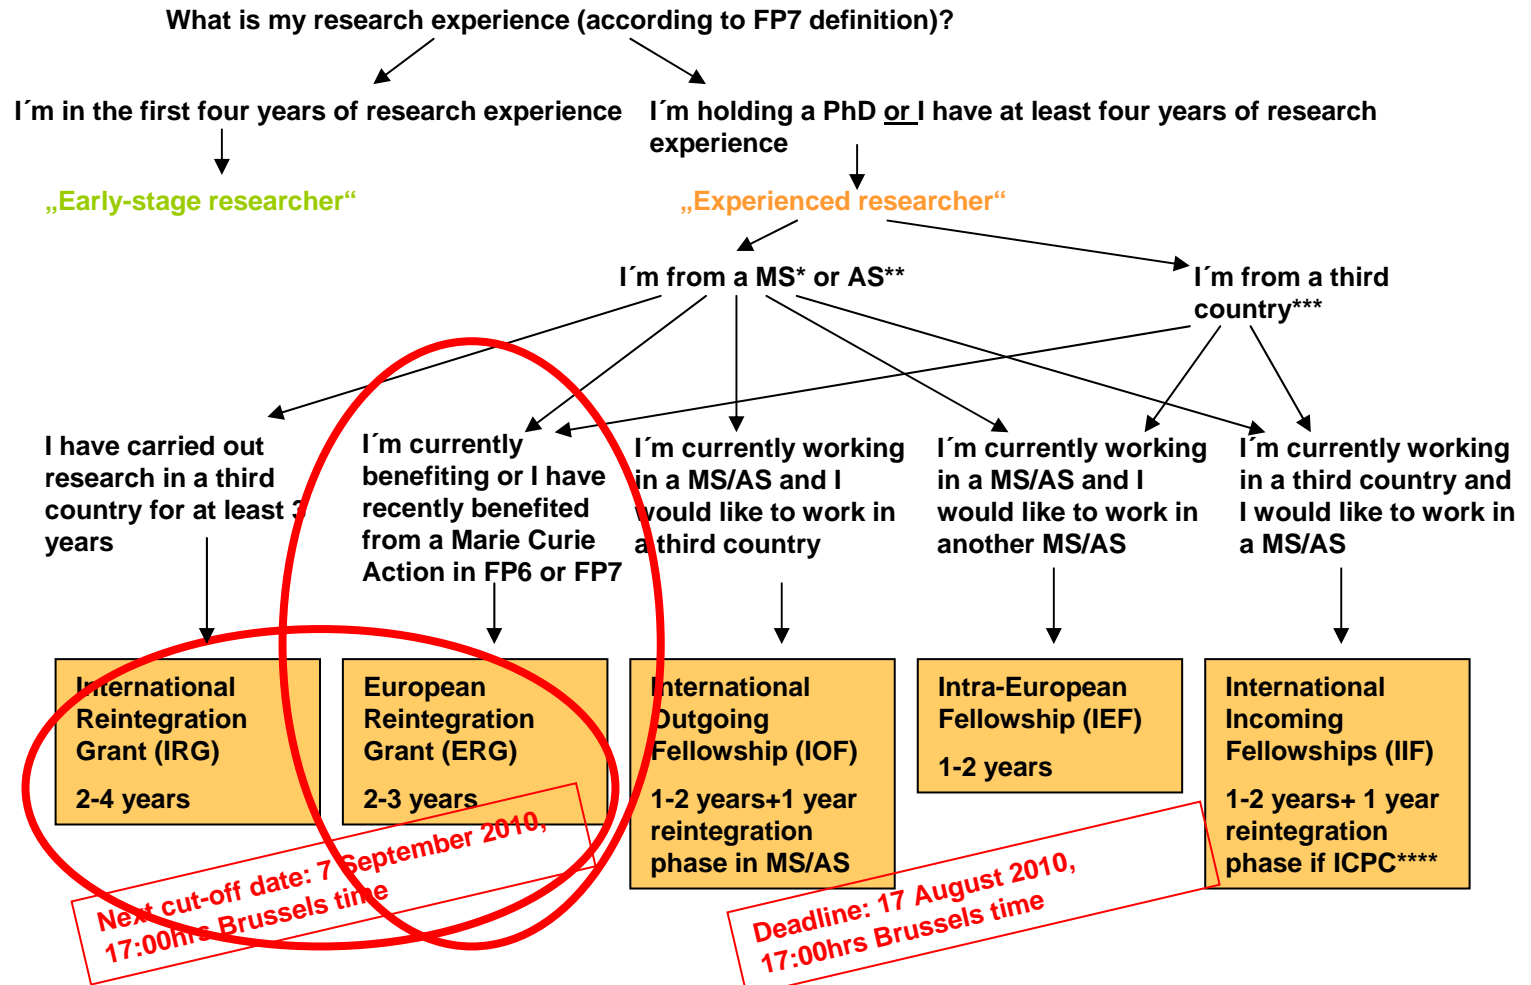 What is my research experience (according to FP7 definition)?
I´m in the first four years of research experience
I´m holding a PhD or I have at least four years of research
experience
„Early-stage researcher“
„Experienced researcher“
I´m from a MS* or AS**
I´m from a third
country***
I have carried out
research in a third
country for at least 3
years
I´m currently
benefiting or I have
recently benefited
from a Marie Curie
Action in FP6 or FP7
I´m currently working
in a MS/AS and I
would like to work in
a third country
I´m currently working
in a MS/AS and I
would like to work in
another MS/AS
I´m currently working
in a third country and
I would like to work in
a MS/AS
International
Reintegration
Grant (IRG)
2-4 years
European
Reintegration
Grant (ERG)
2-3 years
International
Outgoing
Fellowship (IOF)
1-2 years+1 year
reintegration
phase in MS/AS
Intra-European
Fellowship (IEF)
1-2 years
International
Incoming
Fellowships (IIF)
1-2 years+ 1 year
reintegration
phase if ICPC****
Next cut-off date: 7 September 2010,
17:00hrs Brussels time
Deadline: 17 August 2010,
17:00hrs Brussels time